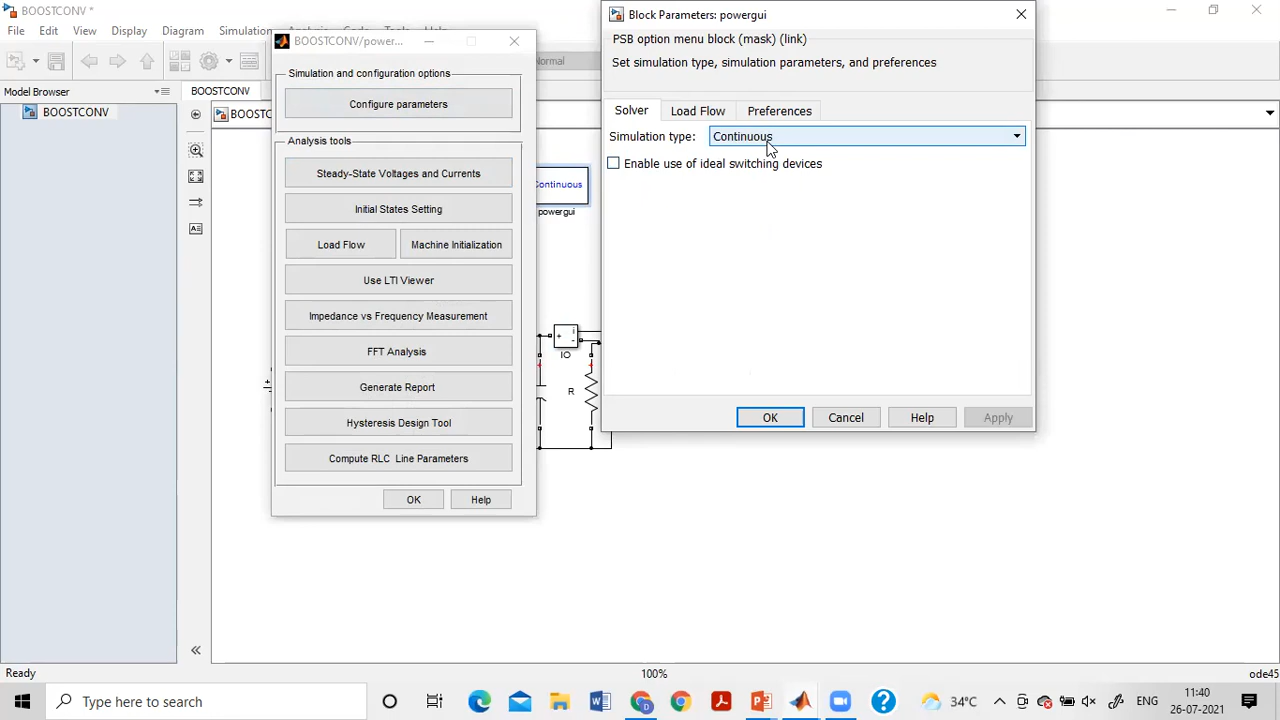 BOOSTCONV *
File Edit View Display Diagram Simulation
Normal
Model Browser
BOOSTCONV
BOOSTCONV
BOOSTCONV/power...
Simulation and configuration options
Configure parameters
Analysis tools
Steady-State Voltages and Currents
Initial States Setting
Load Flow
Machine Initialization
Use LTI Viewer
Impedance vs Frequency Measurement
FFT Analysis
Generate Report
Hysteresis Design Tool
Compute RLC Line Parameters
OK
Help
Continuous
powergui
i
+
-
IO
+
+
R
Block Parameters: powergui
PSB option menu block (mask) (link)
Set simulation type, simulation parameters, and preferences
Solver
Load Flow
Preferences
Simulation type:
Continuous
Enable use of ideal switching devices
OK
Cancel
Help
Apply
Ready
100%
ode45
Type here to search
34°C
ENG
11:40
26-07-2021